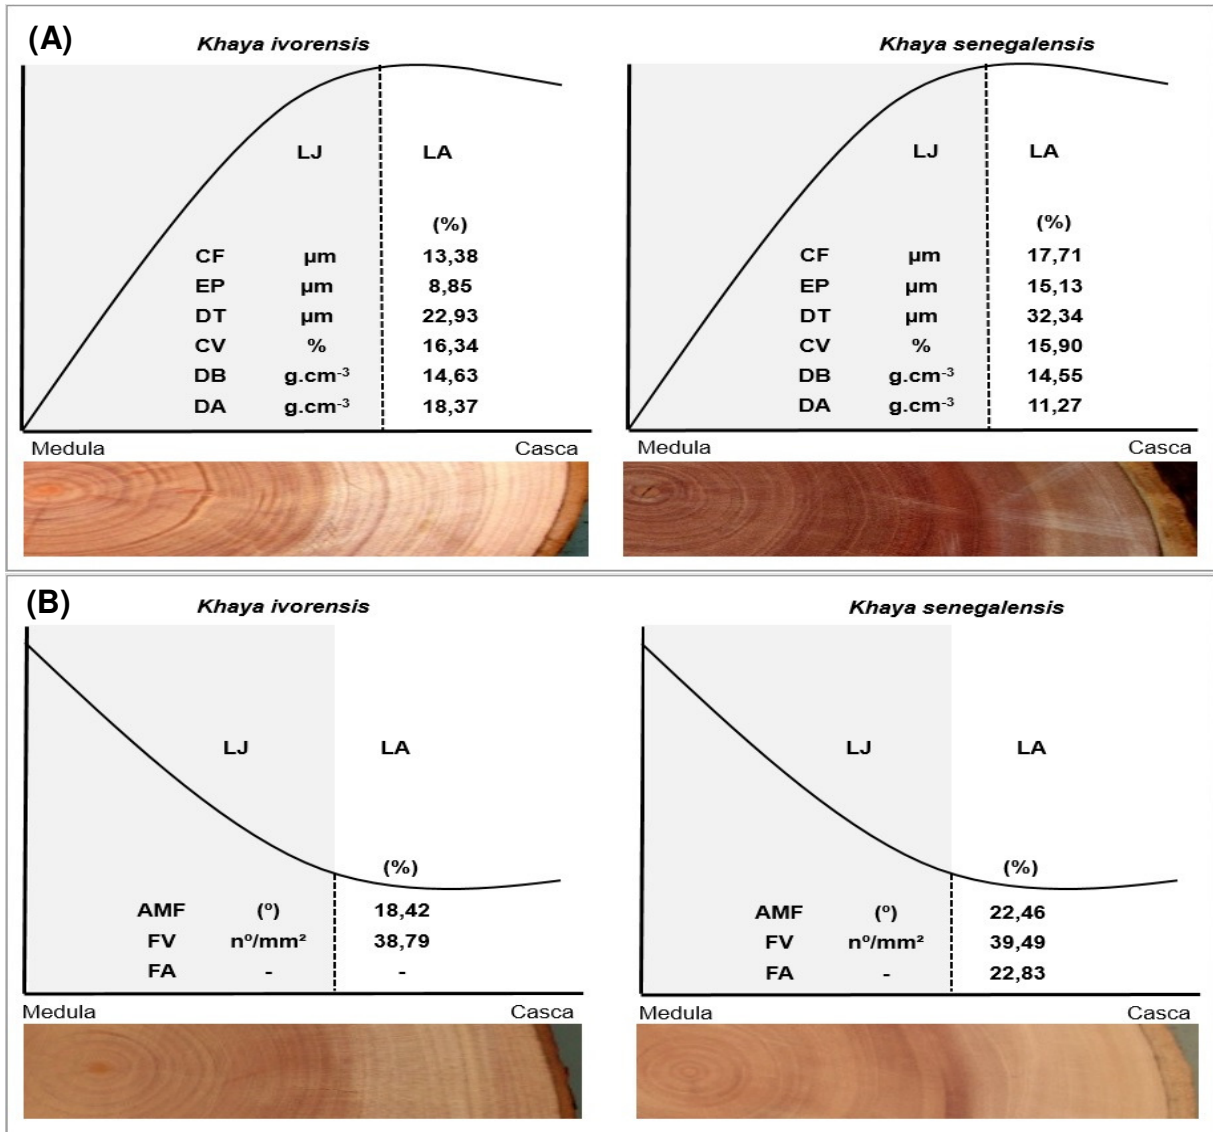 (A)
Khaya ivorensis
LJ LA
(%)
CF µm 13,38
EP µm 8,85
DT µm 22,93
CV % 16,34
DB g.cm⁻³ 14,63
DA g.cm⁻³ 18,37
Medula Casca
Khaya senegalensis
LJ LA
(%)
CF µm 17,71
EP µm 15,13
DT µm 32,34
CV % 15,90
DB g.cm⁻³ 14,55
DA g.cm⁻³ 11,27
Medula Casca
(B)
Khaya ivorensis
LJ LA
(%)
AMF (º) 18,42
FV nº/mm² 38,79
FA - -
Medula Casca
Khaya senegalensis
LJ LA
(%)
AMF (º) 22,46
FV nº/mm² 39,49
FA - 22,83
Medula Casca